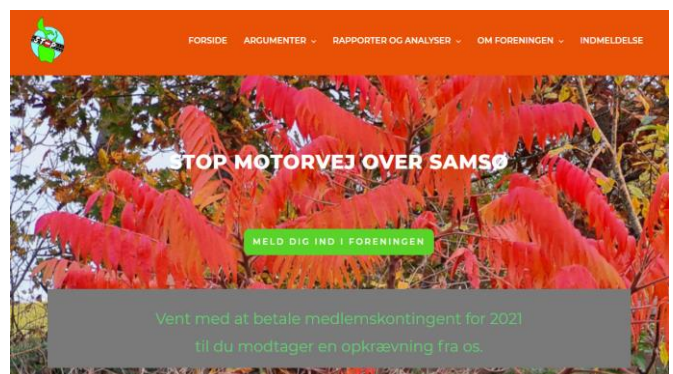 FORSIDE ARGUMENTER RAPPORTER OG ANALYSER OM FORENINGEN INDMELDELSE
STOP MOTORVEJ OVER SAMSØ
MELD DIG IND I FORENINGEN
Vent med at betale medlemskontingent for 2021
til du modtager en opkrævning fra os.